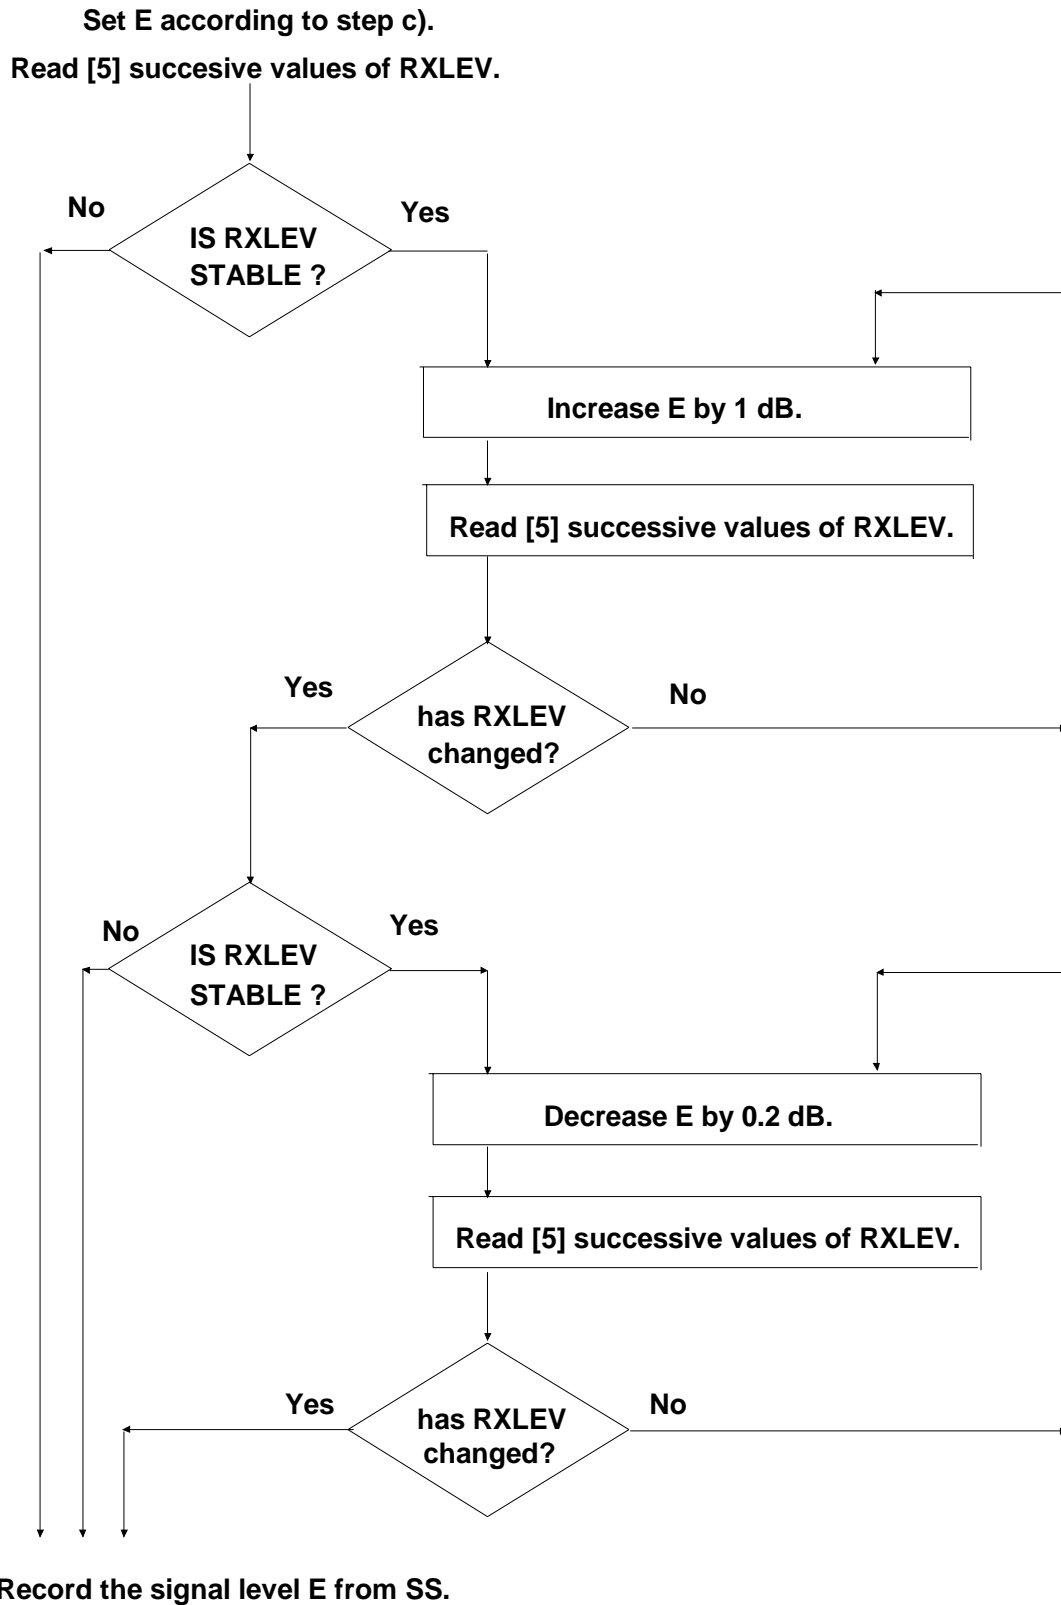 Set E according to step c).
Read [5] succesive values of RXLEV.
No
Yes
IS RXLEV
STABLE ?
Increase E by 1 dB.
Read [5] successive values of RXLEV.
Yes
No
has RXLEV
changed?
No
Yes
IS RXLEV
STABLE ?
Decrease E by 0.2 dB.
Read [5] successive values of RXLEV.
Yes
No
has RXLEV
changed?
Record the signal level E from SS.